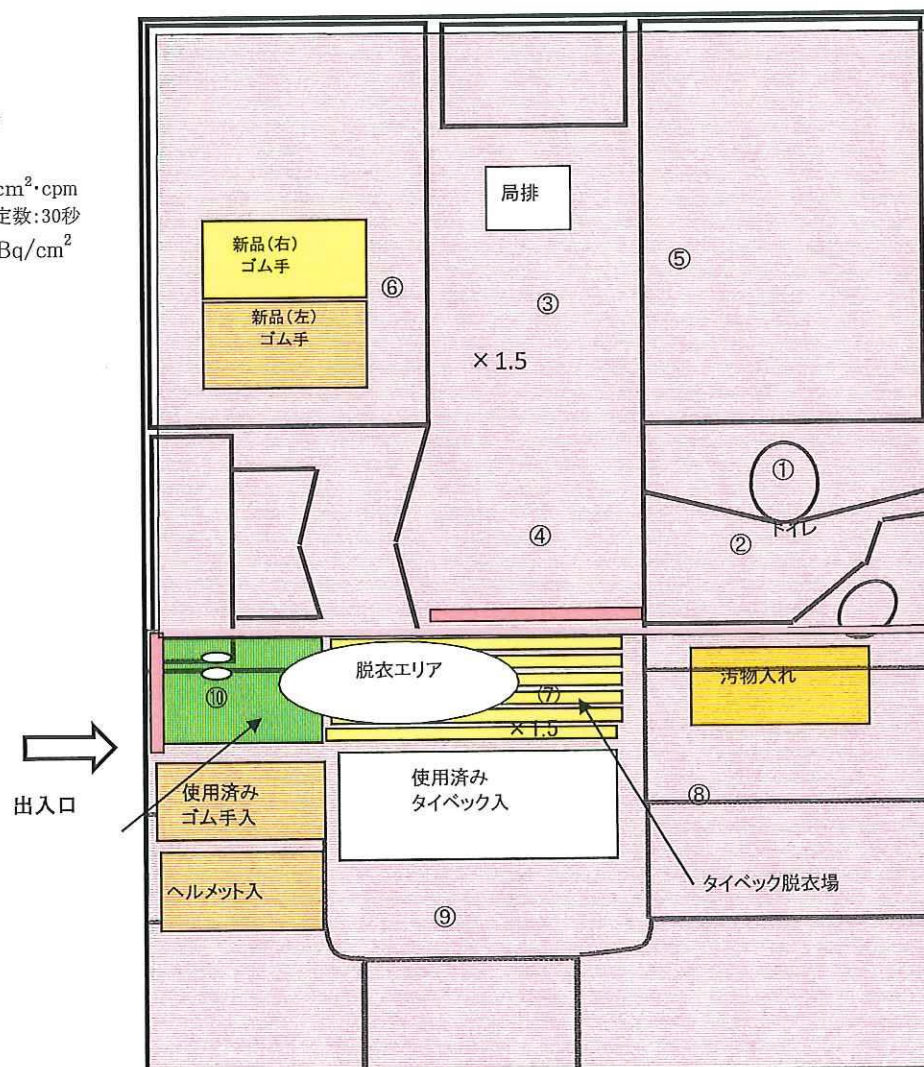 cm²・cpm
定数:30秒
Bq/cm²
局排
新品(右)
ゴム手
⑥
⑤
③
新品(左)
ゴム手
×1.5
①
トイレ
④
②
脱衣エリア
汚物入れ
⑩
⑦
×1.5
出入口
使用済み
ゴム手入
使用済み
タイベック入
⑧
ヘルメット入
タイベック脱衣場
⑨